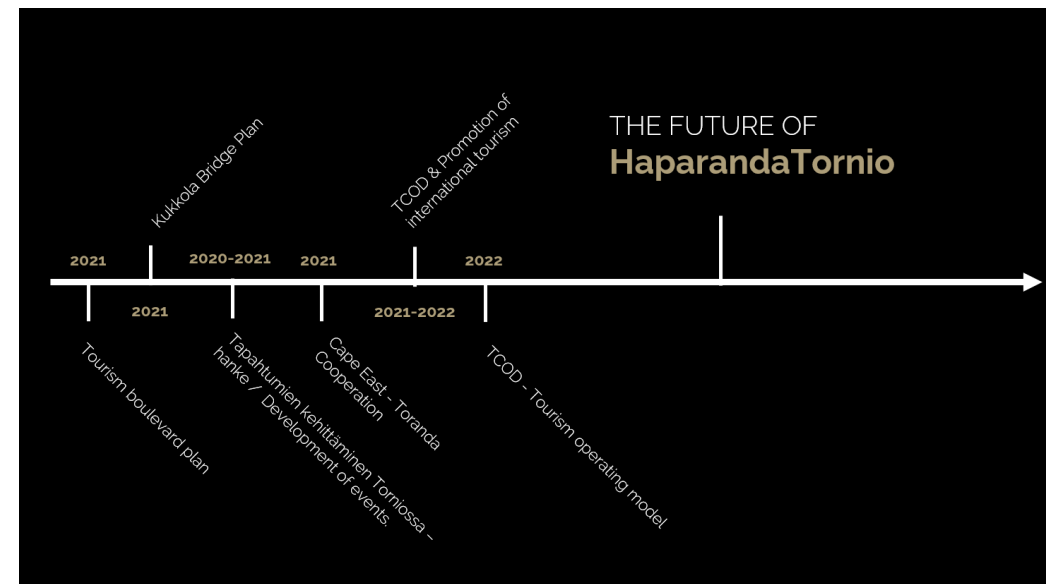 THE FUTURE OF
HaparandaTornio
Kukkola Bridge Plan
TCOD & Promotion of
international tourism
2021
2020-2021
2021
2022
2021
2021-2022
Tourism boulevard plan
Tapahtumien kehittäminen Torniossa –
hanke / Development of events.
Cape East - Toranda
Cooperation
TCOD - Tourism operating model